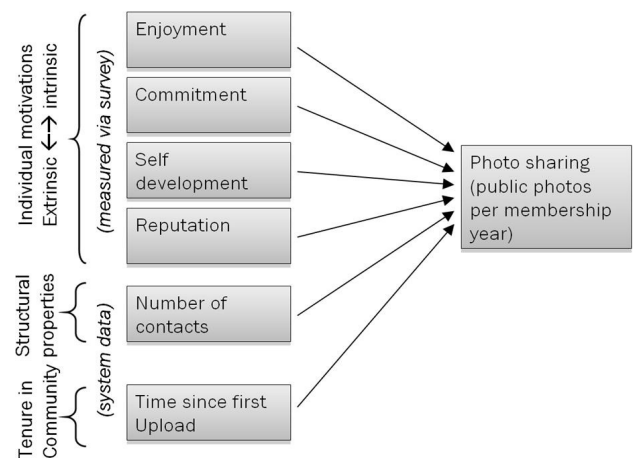 Individual motivations
Extrinsic ←→ intrinsic
(measured via survey)
Enjoyment
Commitment
Self
development
Reputation
Structural
properties
Number of
contacts
(system data)
Tenure in
Community
Time since first
Upload
Photo sharing
(public photos
per membership
year)